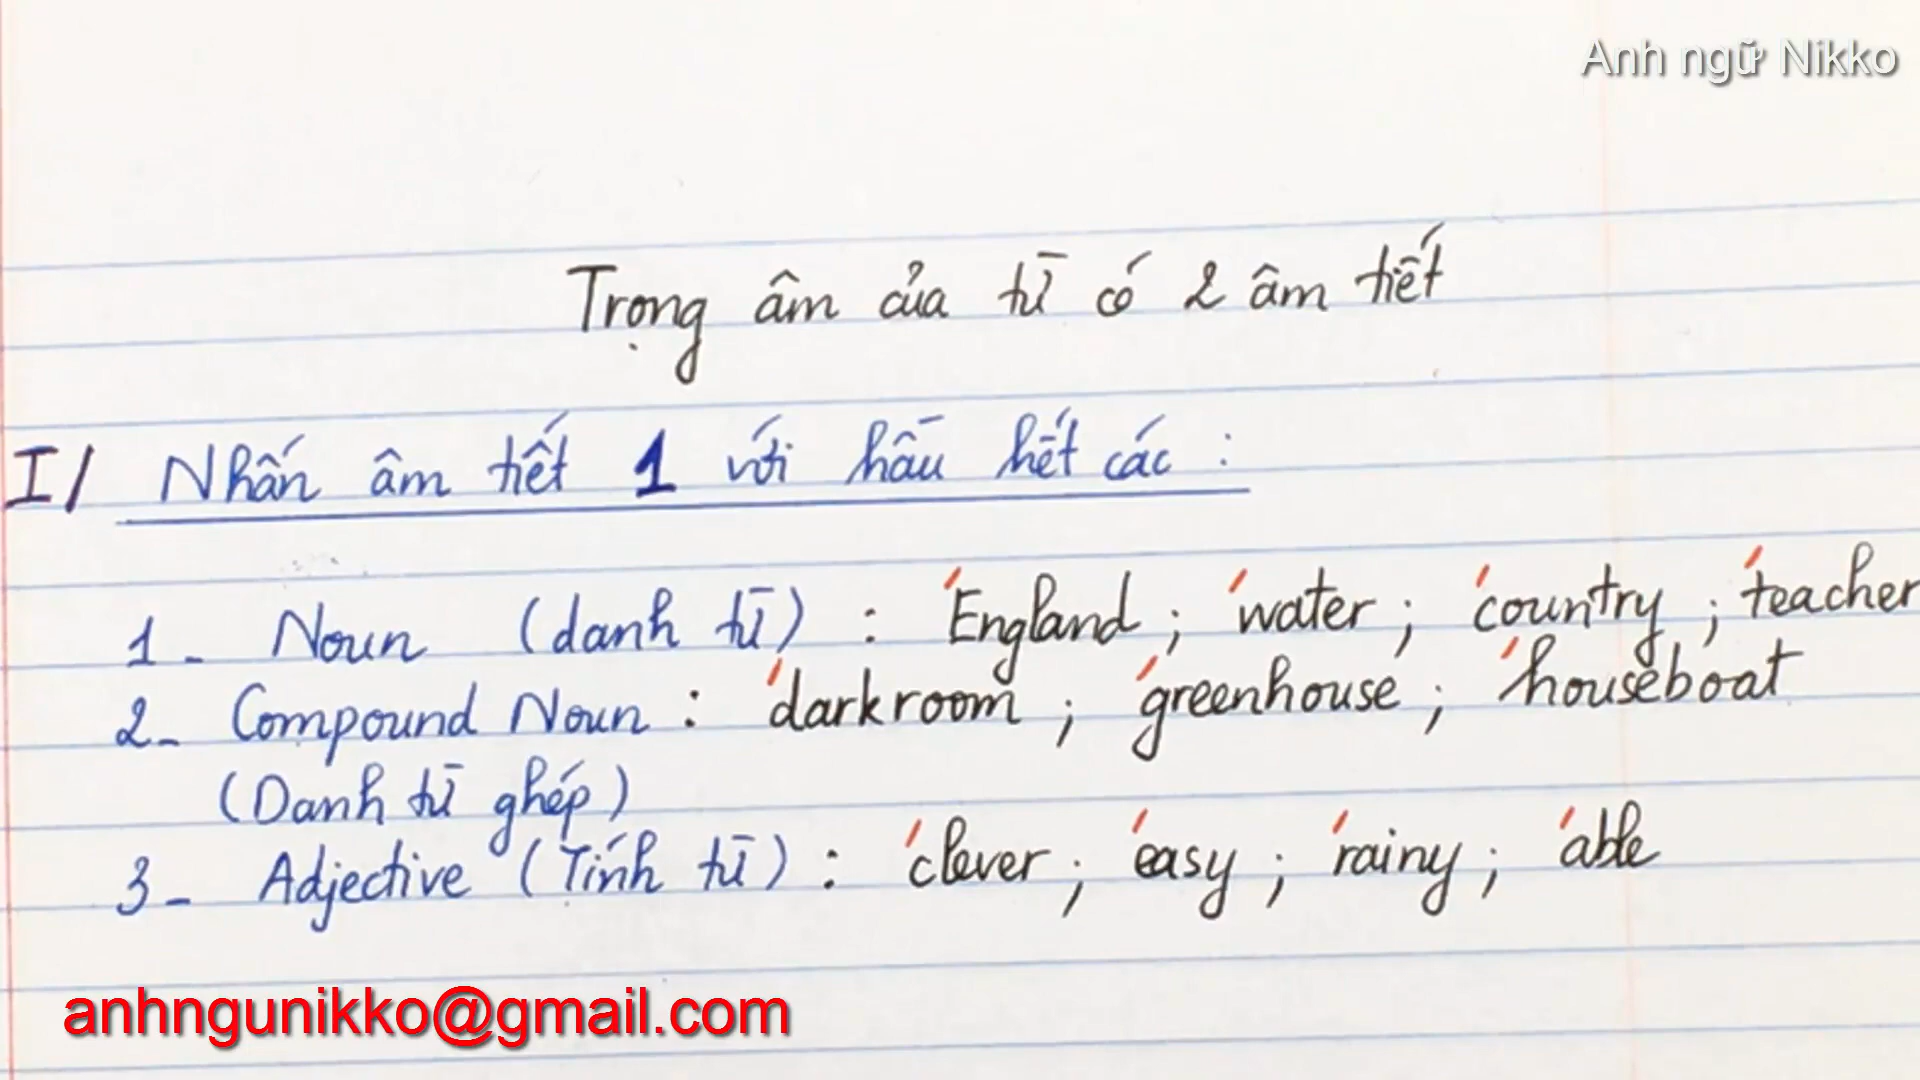 Anh ngữ Nikko
Trọng âm của từ có 2 âm tiết
I/ Nhấn âm tiết 1 với hầu hết các :
1- Noun (danh từ) : 'England ; 'water ; 'country ; 'teacher
2- Compound Noun : 'darkroom ; 'greenhouse ; 'houseboat
(Danh từ ghép)
3- Adjective (Tính từ) : 'clever ; 'easy ; 'rainy ; 'able
anhngunikko@gmail.com